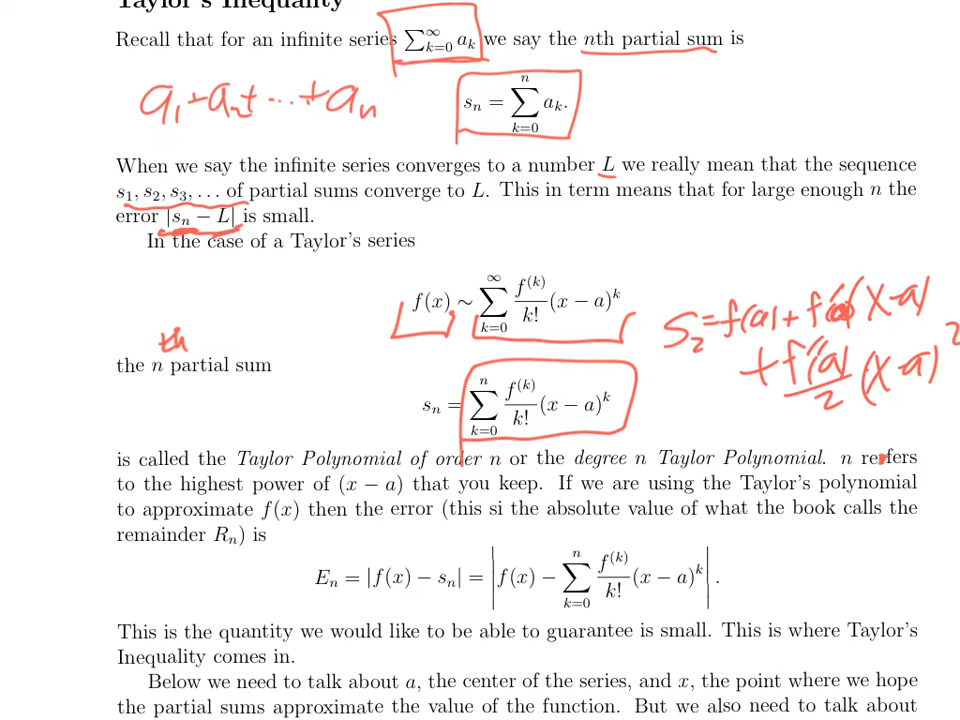 Taylor's Inequality
Recall that for an infinite series ∑_{k=0}^{∞} a_k we say the nth partial sum is
a₁+a₂+...+aₙ
s_n = ∑_{k=0}^{n} a_k.
When we say the infinite series converges to a number L we really mean that the sequence
s₁, s₂, s₃, . . . of partial sums converge to L. This in term means that for large enough n the
error |s_n − L| is small.
In the case of a Taylor's series
f(x) ∼ ∑_{k=0}^{∞} f^{(k)}/k! (x − a)^k
S₂=f(a)+f'(a)(x-a)
+f''(a)/2 (x-a)²
th
the n partial sum
s_n = ∑_{k=0}^{n} f^{(k)}/k! (x − a)^k
is called the Taylor Polynomial of order n or the degree n Taylor Polynomial. n refers
to the highest power of (x − a) that you keep. If we are using the Taylor's polynomial
to approximate f(x) then the error (this si the absolute value of what the book calls the
remainder R_n) is
E_n = |f(x) − s_n| = |f(x) − ∑_{k=0}^{n} f^{(k)}/k! (x − a)^k| .
This is the quantity we would like to be able to guarantee is small. This is where Taylor's
Inequality comes in.
Below we need to talk about a, the center of the series, and x, the point where we hope
the partial sums approximate the value of the function. But we also need to talk about